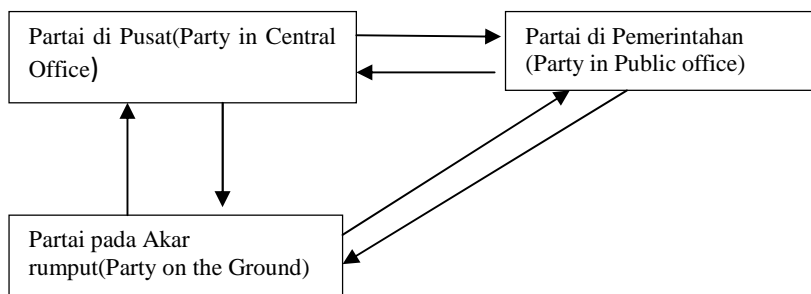 Partai di Pusat(Party in Central
Office)
Partai di Pemerintahan
(Party in Public office)
Partai pada Akar
rumput(Party on the Ground)